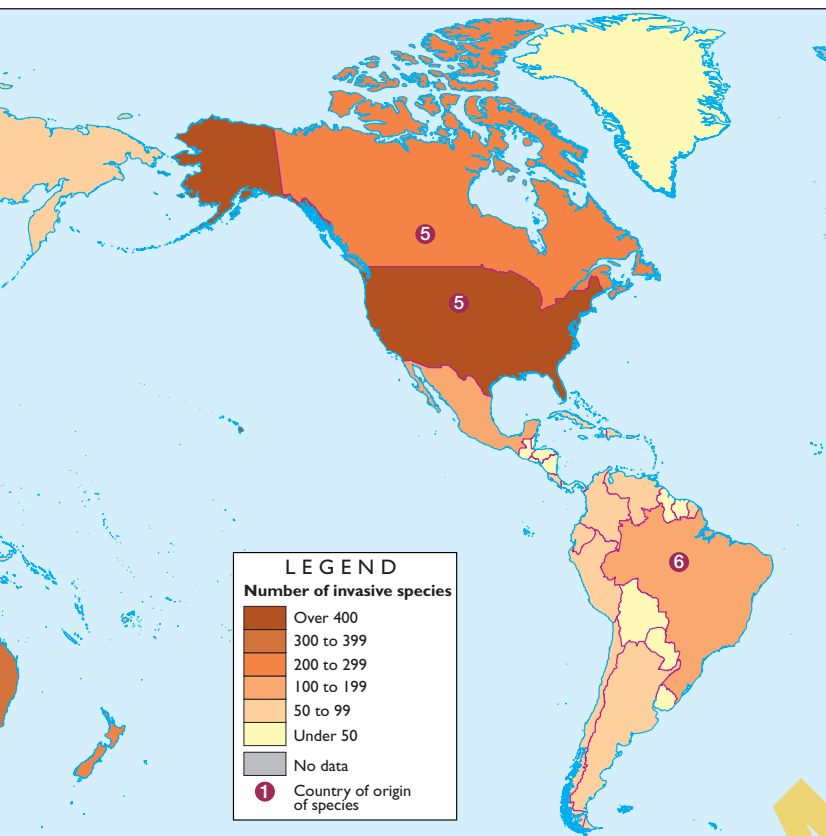 5
5
6
LEGEND
Number of invasive species
Over 400
300 to 399
200 to 299
100 to 199
50 to 99
Under 50
No data
1 Country of origin
of species